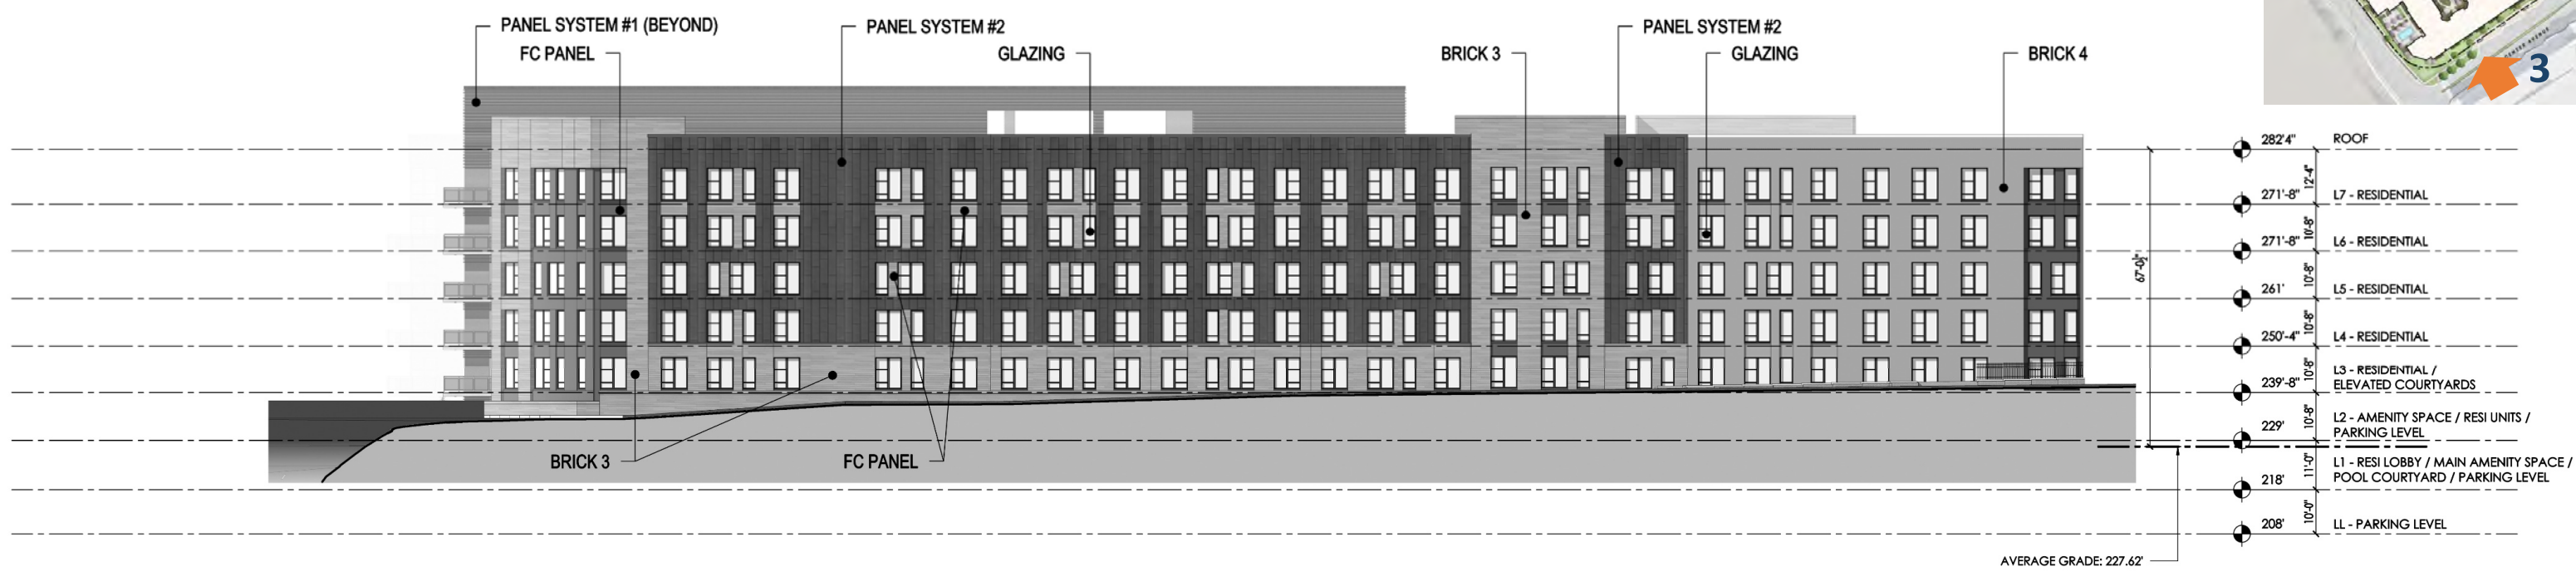 PANEL SYSTEM #1 (BEYOND)
FC PANEL
PANEL SYSTEM #2
GLAZING
BRICK 3
PANEL SYSTEM #2
GLAZING
BRICK 4
CENTER AVENUE
3
282'4" ROOF
12'-4"
271'-8" L7 - RESIDENTIAL
10'-8"
271'-8" L6 - RESIDENTIAL
10'-8"
261' L5 - RESIDENTIAL
10'-8"
250'-4" L4 - RESIDENTIAL
10'-8"
239'-8" L3 - RESIDENTIAL /
ELEVATED COURTYARDS
10'-8"
229' L2 - AMENITY SPACE / RESI UNITS /
PARKING LEVEL
11'-0"
218' L1 - RESI LOBBY / MAIN AMENITY SPACE /
POOL COURTYARD / PARKING LEVEL
10'-0"
208' LL - PARKING LEVEL
67'-0½"
BRICK 3
FC PANEL
AVERAGE GRADE: 227.62'